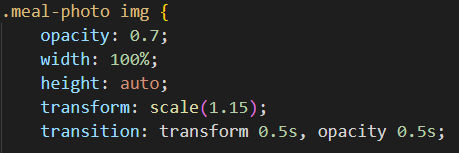 .meal-photo img {
    opacity: 0.7;
    width: 100%;
    height: auto;
    transform: scale(1.15);
    transition: transform 0.5s, opacity 0.5s;